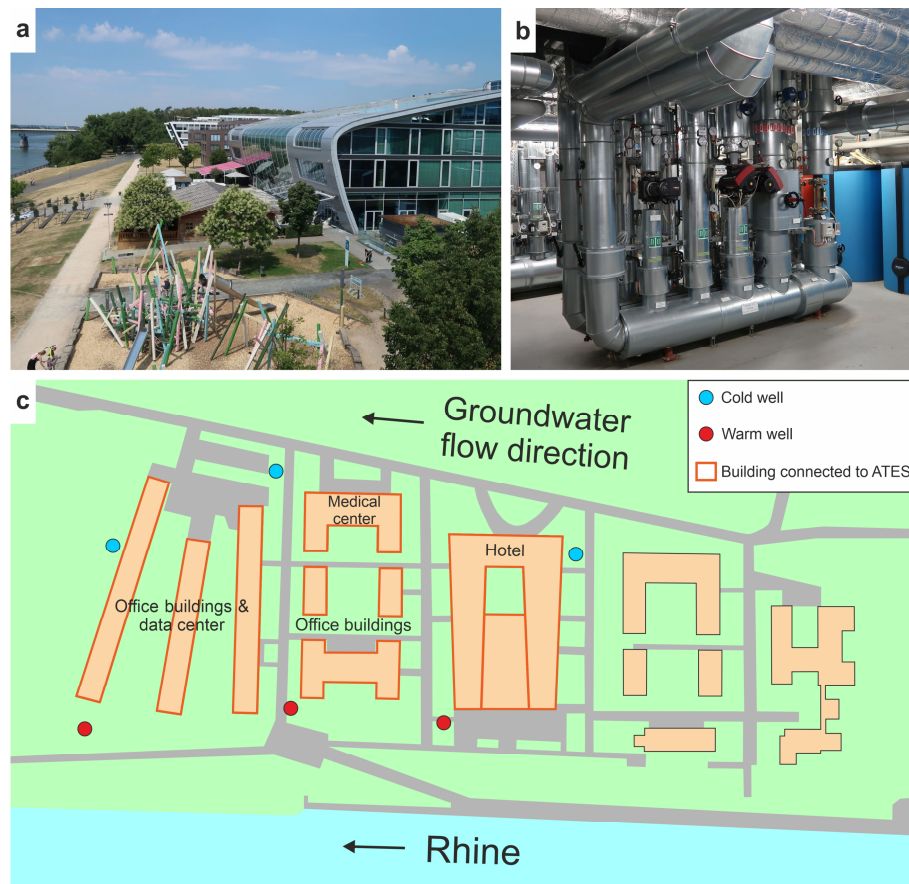 a
b
c
Groundwater
flow direction
Cold well
Warm well
Building connected to ATES
Medical
center
Hotel
Office buildings &
data center
Office buildings
Rhine